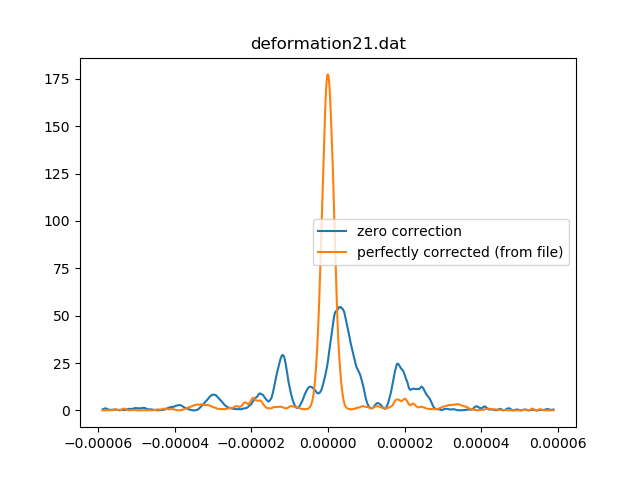 deformation21.dat
175
150
125
100
75
50
25
0
zero correction
perfectly corrected (from file)
−0.00006 −0.00004 −0.00002 0.00000 0.00002 0.00004 0.00006